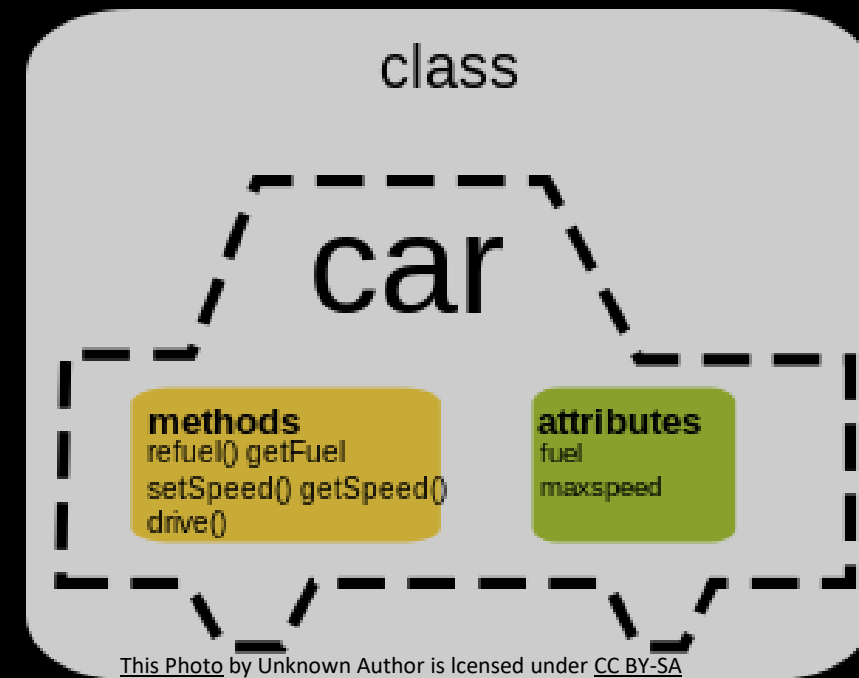 class
car
methods
refuel() getFuel
setSpeed() getSpeed()
drive()
attributes
fuel
maxspeed
This Photo by Unknown Author is lcensed under CC BY-SA